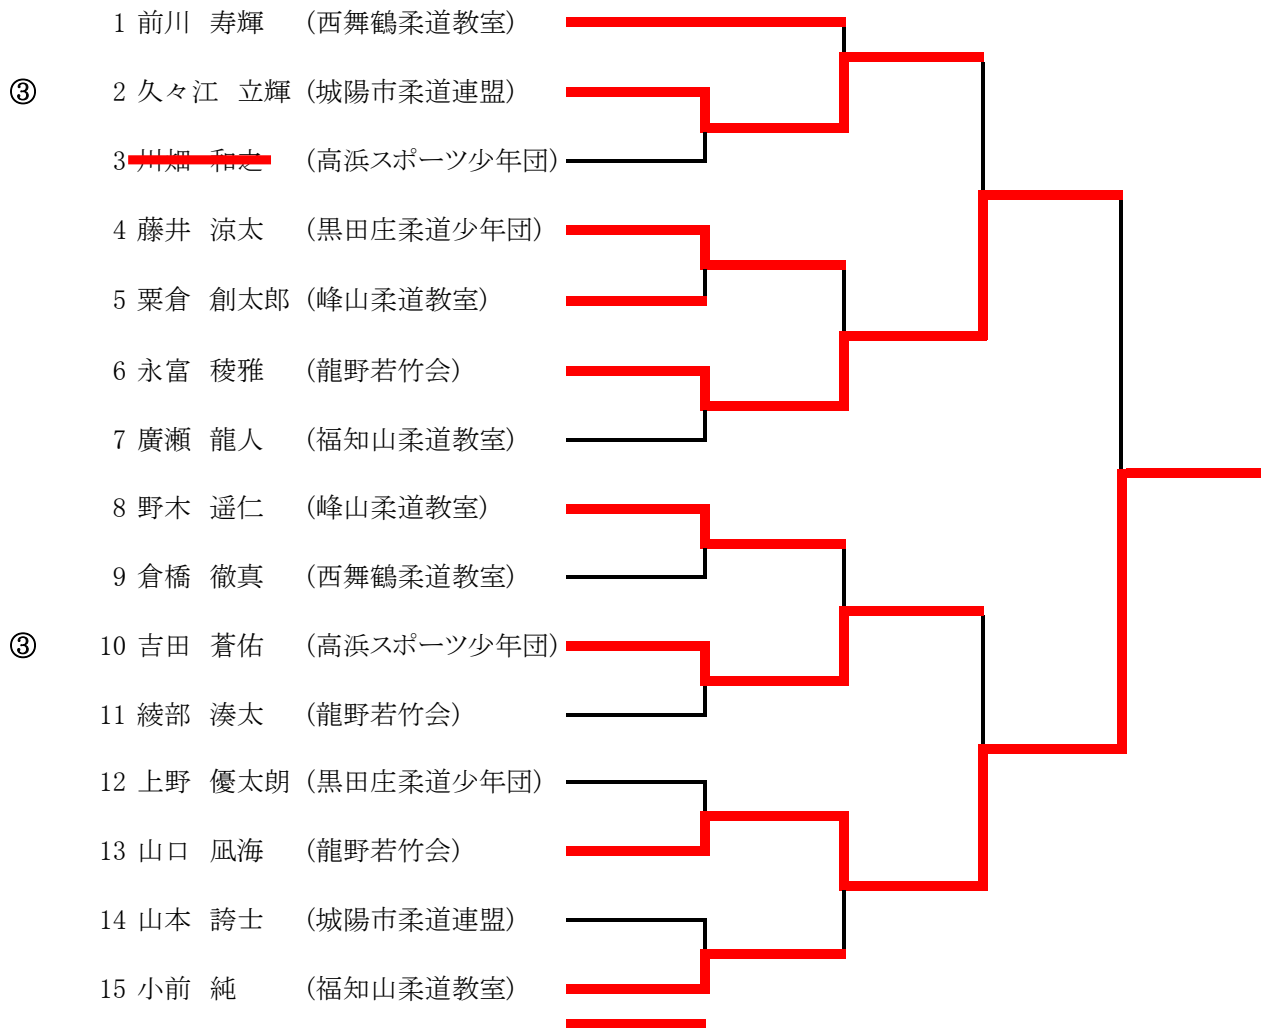 1 前川 寿輝 (西舞鶴柔道教室)
③ 2 久々江 立輝 (城陽市柔道連盟)
3 川畑 和之 (高浜スポーツ少年団)
4 藤井 涼太 (黒田庄柔道少年団)
5 粟倉 創太郎 (峰山柔道教室)
6 永富 稜雅 (龍野若竹会)
7 廣瀬 龍人 (福知山柔道教室)
8 野木 遥仁 (峰山柔道教室)
9 倉橋 徹真 (西舞鶴柔道教室)
③ 10 吉田 蒼佑 (高浜スポーツ少年団)
11 綾部 湊太 (龍野若竹会)
12 上野 優太朗 (黒田庄柔道少年団)
13 山口 凪海 (龍野若竹会)
14 山本 誇士 (城陽市柔道連盟)
15 小前 純 (福知山柔道教室)